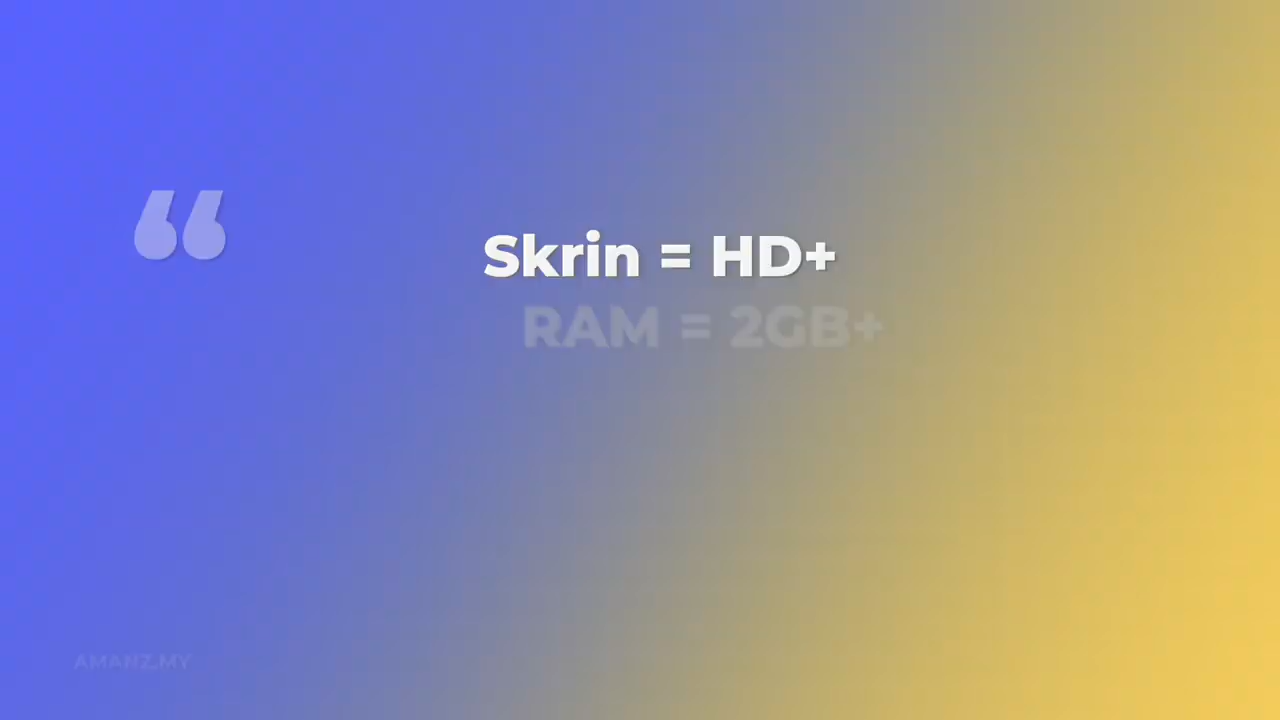 “
Skrin = HD+
RAM = 2GB+
AMANZ.MY